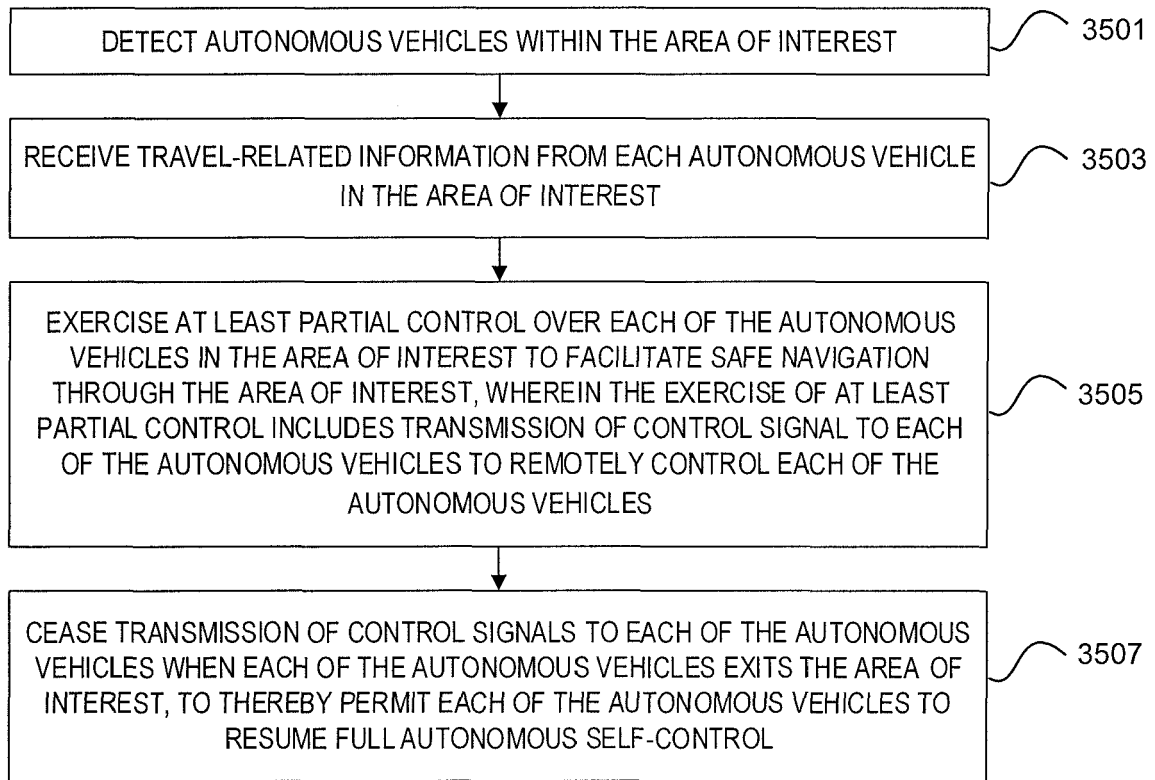 DETECT AUTONOMOUS VEHICLES WITHIN THE AREA OF INTEREST
3501
RECEIVE TRAVEL-RELATED INFORMATION FROM EACH AUTONOMOUS VEHICLE
IN THE AREA OF INTEREST
3503
EXERCISE AT LEAST PARTIAL CONTROL OVER EACH OF THE AUTONOMOUS
VEHICLES IN THE AREA OF INTEREST TO FACILITATE SAFE NAVIGATION
THROUGH THE AREA OF INTEREST, WHEREIN THE EXERCISE OF AT LEAST
PARTIAL CONTROL INCLUDES TRANSMISSION OF CONTROL SIGNAL TO EACH
OF THE AUTONOMOUS VEHICLES TO REMOTELY CONTROL EACH OF THE
AUTONOMOUS VEHICLES
3505
CEASE TRANSMISSION OF CONTROL SIGNALS TO EACH OF THE AUTONOMOUS
VEHICLES WHEN EACH OF THE AUTONOMOUS VEHICLES EXITS THE AREA OF
INTEREST, TO THEREBY PERMIT EACH OF THE AUTONOMOUS VEHICLES TO
RESUME FULL AUTONOMOUS SELF-CONTROL
3507